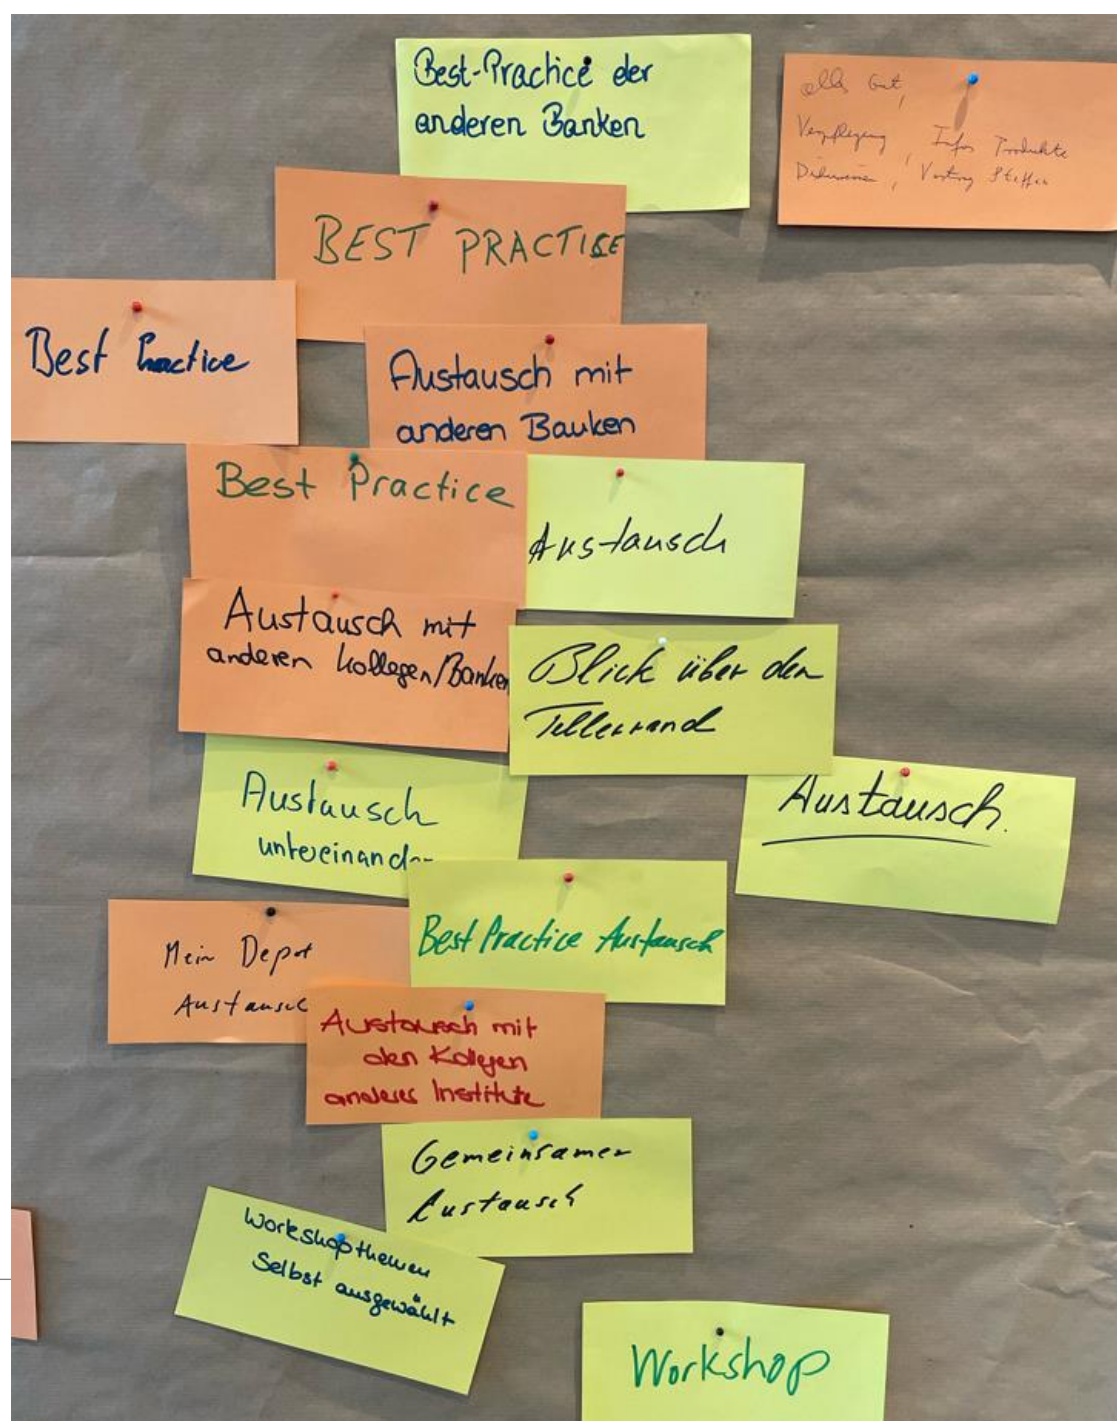 Best-Practice der
anderen Banken
alles Gut,
Verpflegung, Infos Produkte
Diskussion, Vortrag Steffen
BEST PRACTISE
Best Practice
Austausch mit
anderen Banken
Best Practice
Austausch
Austausch mit
anderen Kollegen/Banken
Blick über den
Tellerrand
Austausch
untereinander
Austausch.
Best Practice Austausch
Mein Depot
Austausch
Austausch mit
den Kollegen
anderer Institute
Gemeinsamer
Austausch
Workshopthemen
Selbst ausgewählt
Workshop